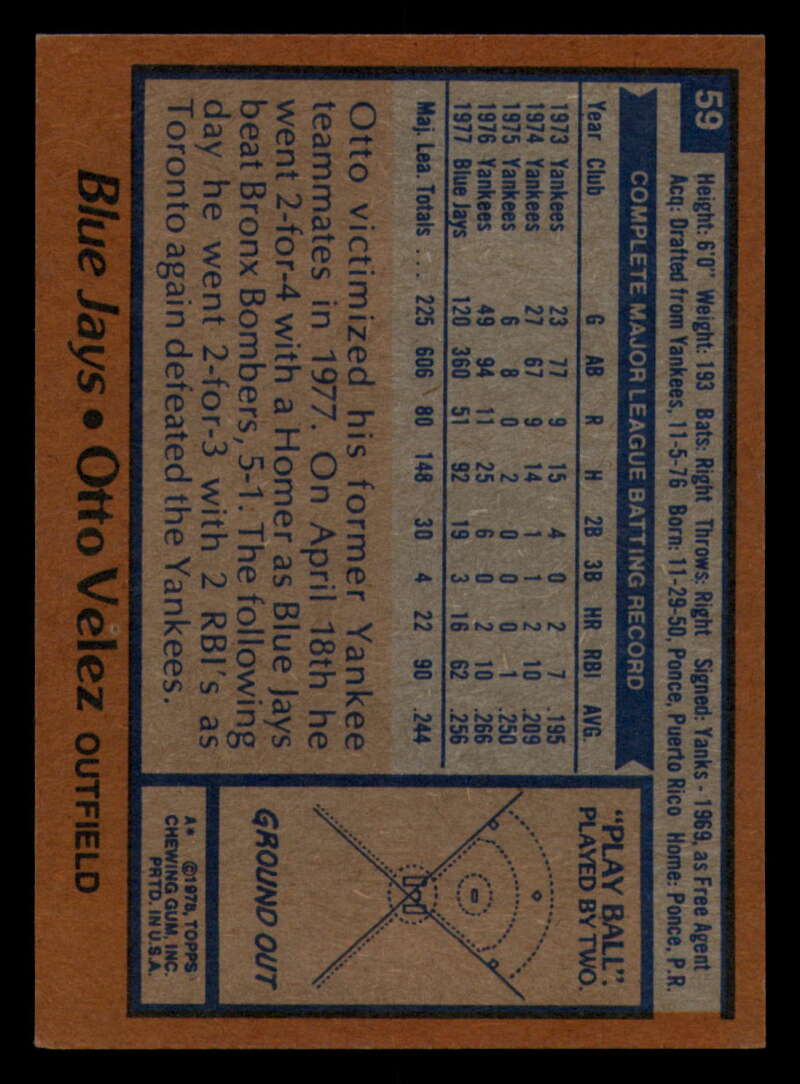 59
Height: 6'0" Weight: 193 Bats: Right Throws: Right Signed: Yanks - 1969, as Free Agent
Acq: Drafted from Yankees, 11-5-76 Born: 11-29-50, Ponce, Puerto Rico Home: Ponce, P.R.
COMPLETE MAJOR LEAGUE BATTING RECORD
Year Club G AB R H 2B 3B HR RBI AVG.
1973 Yankees 23 77 9 15 4 0 2 7 .195
1974 Yankees 27 67 9 14 1 1 2 10 .209
1975 Yankees 6 8 0 2 0 0 0 1 .250
1976 Yankees 49 94 11 25 6 0 2 10 .266
1977 Blue Jays 120 360 51 92 19 3 16 62 .256
Maj. Lea. Totals ... 225 606 80 148 30 4 22 90 .244
Otto victimized his former Yankee
teammates in 1977. On April 18th he
went 2-for-4 with a Homer as Blue Jays
beat Bronx Bombers, 5-1. The following
day he went 2-for-3 with 2 RBI's as
Toronto again defeated the Yankees.
"PLAY BALL":
PLAYED BY TWO.
GROUND OUT
A* ©1978, TOPPS
CHEWING GUM, INC.
PRTD. IN U.S.A.
Blue Jays • Otto Velez OUTFIELD